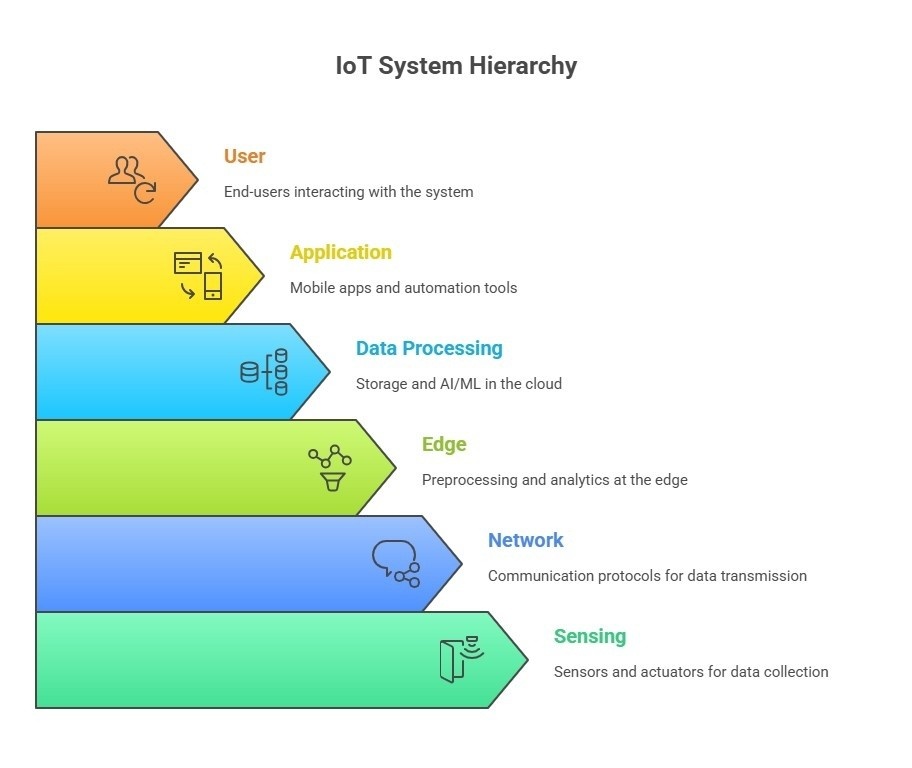 IoT System Hierarchy
User
End-users interacting with the system
Application
Mobile apps and automation tools
Data Processing
Storage and AI/ML in the cloud
Edge
Preprocessing and analytics at the edge
Network
Communication protocols for data transmission
Sensing
Sensors and actuators for data collection